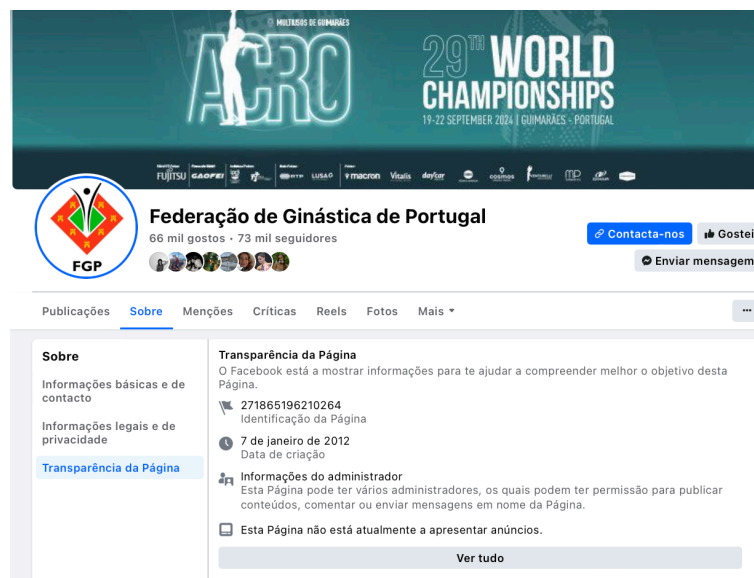 MULTIUSOS DE GUIMARÃES
ACRO
29TH WORLD
CHAMPIONSHIPS
19-22 SEPTEMBER 2024 | GUIMARÃES - PORTUGAL
FUJITSU GAOFEI RTP LUSAO macron Vitalis daycar cosmos MP
FGP
Federação de Ginástica de Portugal
66 mil gostos · 73 mil seguidores
Contacta-nos
Gostei
Enviar mensagem
Publicações Sobre Menções Críticas Reels Fotos Mais
Sobre
Informações básicas e de
contacto
Informações legais e de
privacidade
Transparência da Página
Transparência da Página
O Facebook está a mostrar informações para te ajudar a compreender melhor o objetivo desta
Página.
271865196210264
Identificação da Página
7 de janeiro de 2012
Data de criação
Informações do administrador
Esta Página pode ter vários administradores, os quais podem ter permissão para publicar
conteúdos, comentar ou enviar mensagens em nome da Página.
Esta Página não está atualmente a apresentar anúncios.
Ver tudo